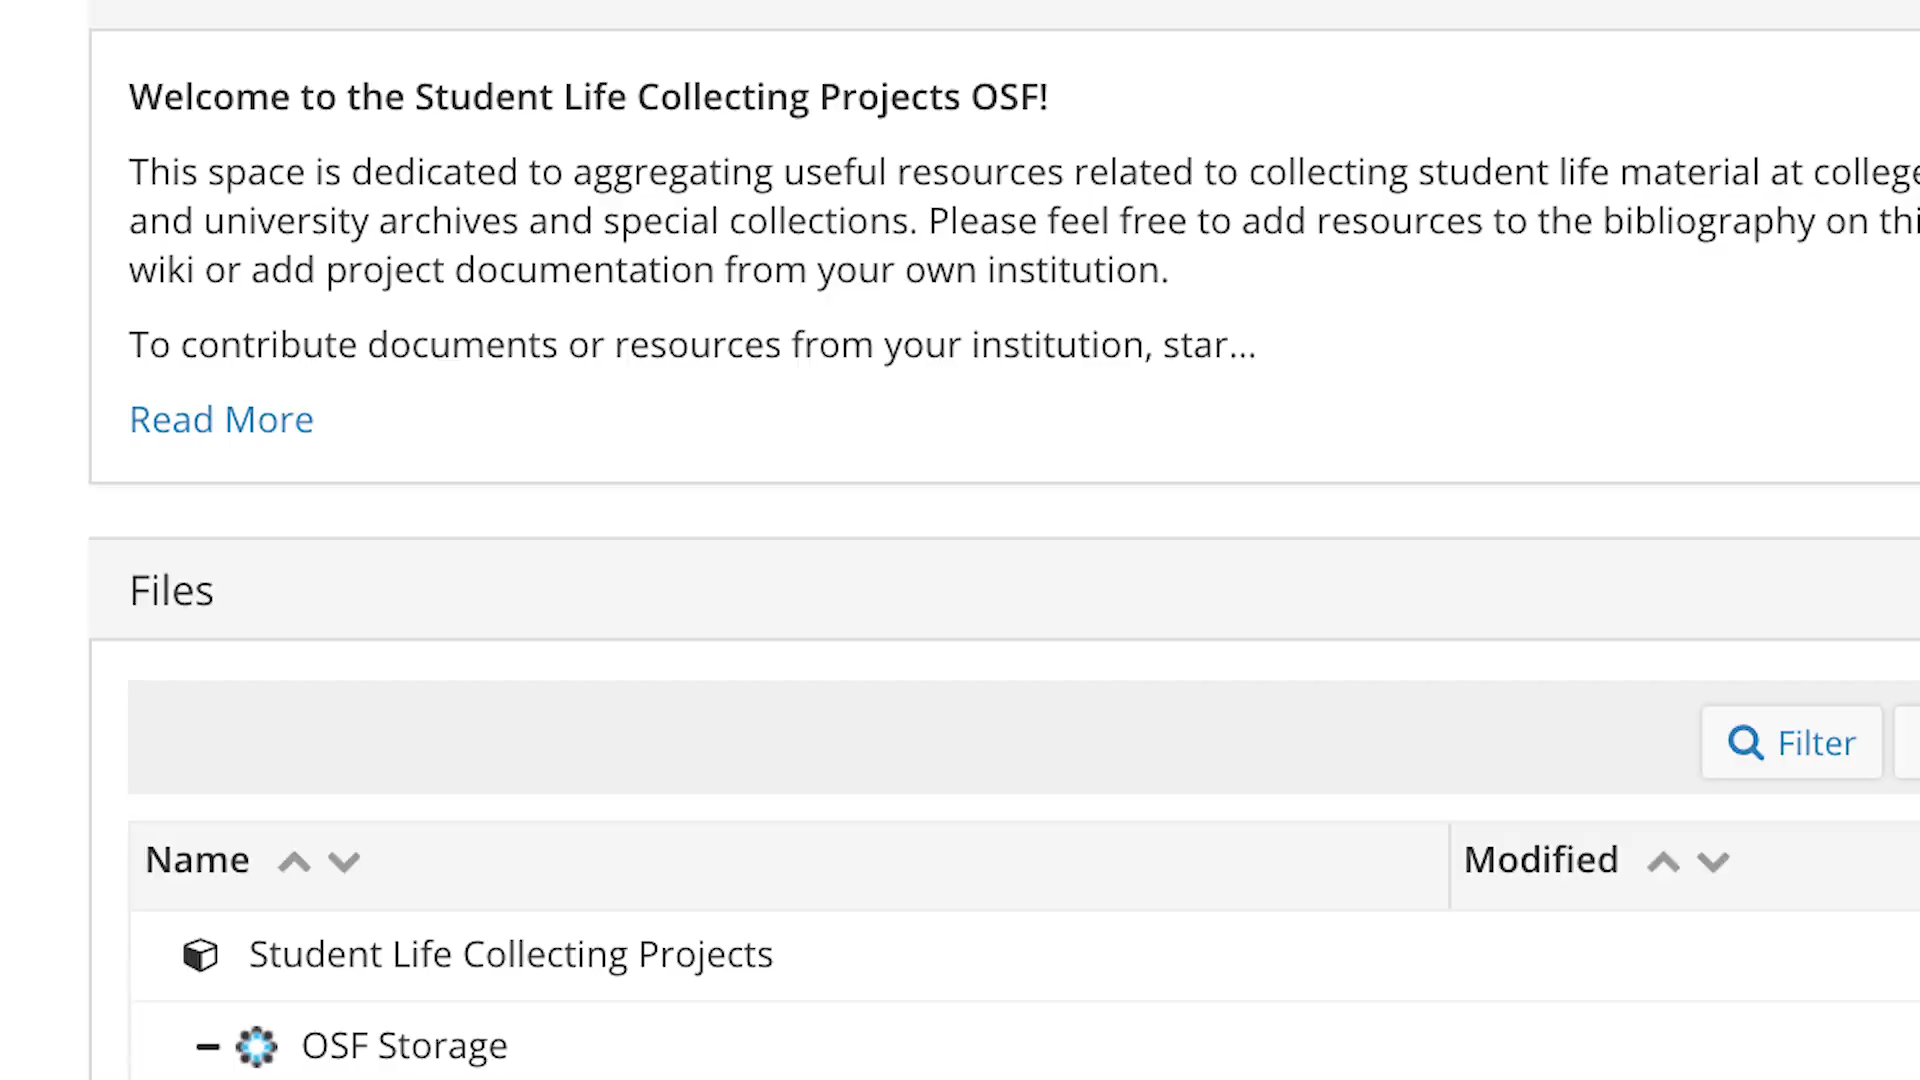 Welcome to the Student Life Collecting Projects OSF!
This space is dedicated to aggregating useful resources related to collecting student life material at college
and university archives and special collections. Please feel free to add resources to the bibliography on thi
wiki or add project documentation from your own institution.
To contribute documents or resources from your institution, star...
Read More
Files
Filter
Name Modified
Student Life Collecting Projects
OSF Storage